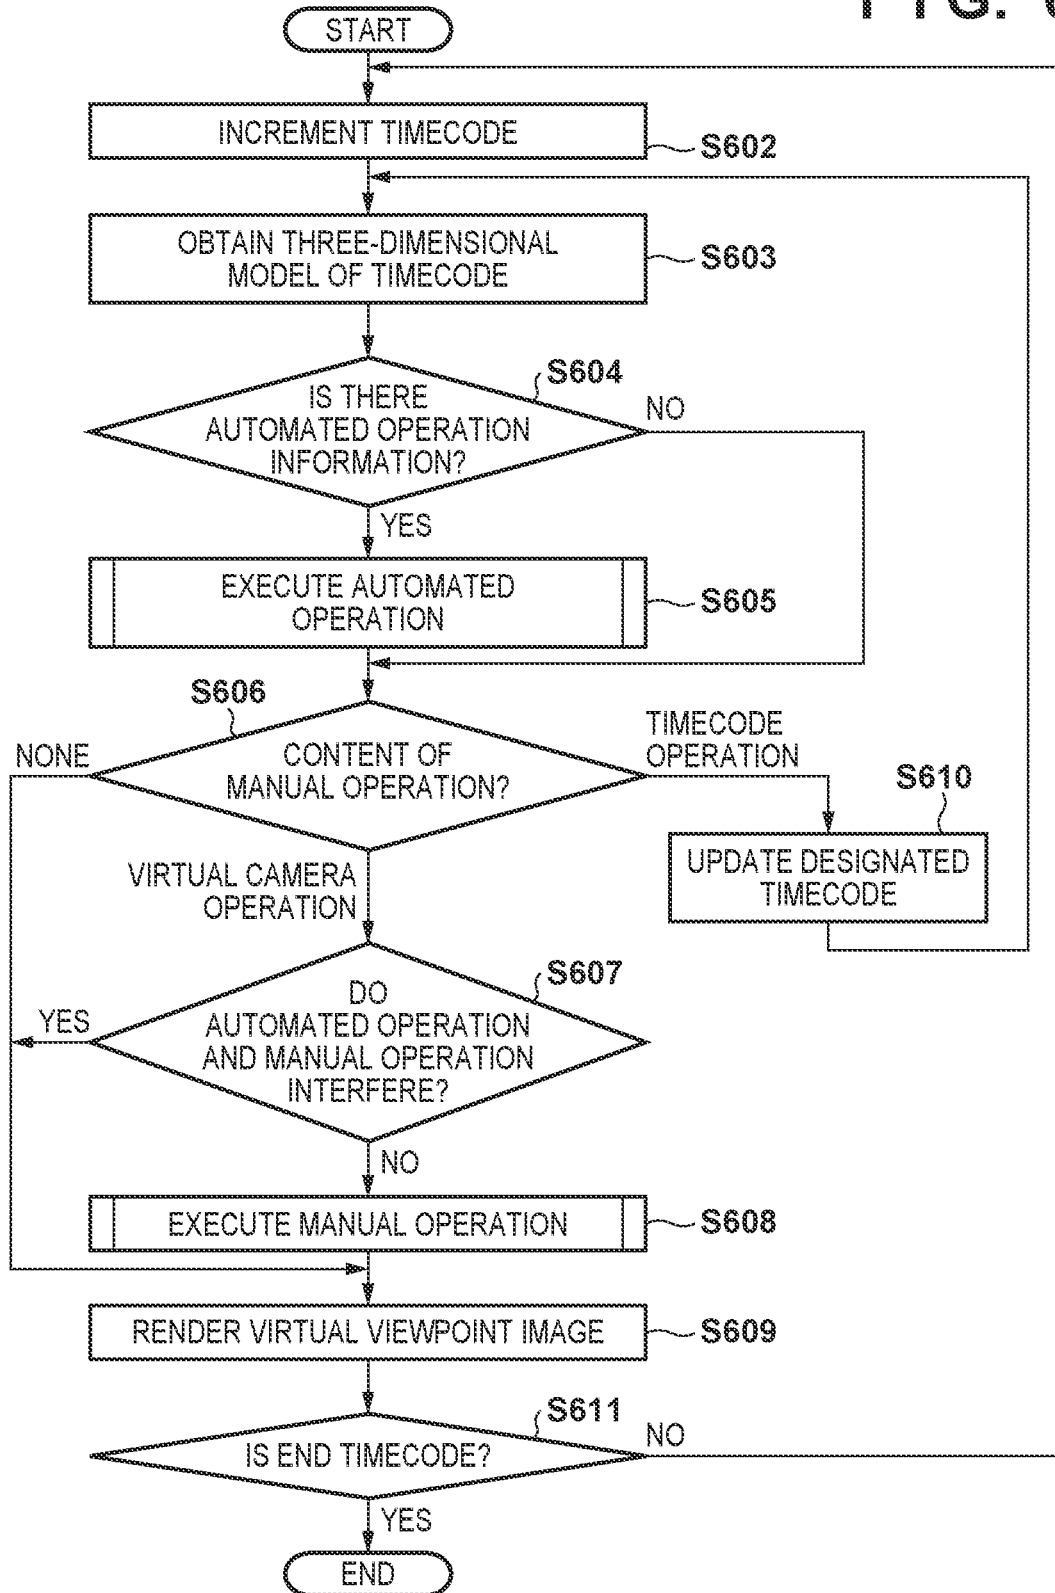 FIG.
START
INCREMENT TIMECODE
S602
OBTAIN THREE-DIMENSIONAL
MODEL OF TIMECODE
S603
S604
IS THERE
AUTOMATED OPERATION
INFORMATION?
NO
YES
EXECUTE AUTOMATED
OPERATION
S605
S606
NONE
CONTENT OF
MANUAL OPERATION?
TIMECODE
OPERATION
S610
UPDATE DESIGNATED
TIMECODE
VIRTUAL CAMERA
OPERATION
S607
YES
DO
AUTOMATED OPERATION
AND MANUAL OPERATION
INTERFERE?
NO
EXECUTE MANUAL OPERATION
S608
RENDER VIRTUAL VIEWPOINT IMAGE
S609
S611
IS END TIMECODE?
NO
YES
END